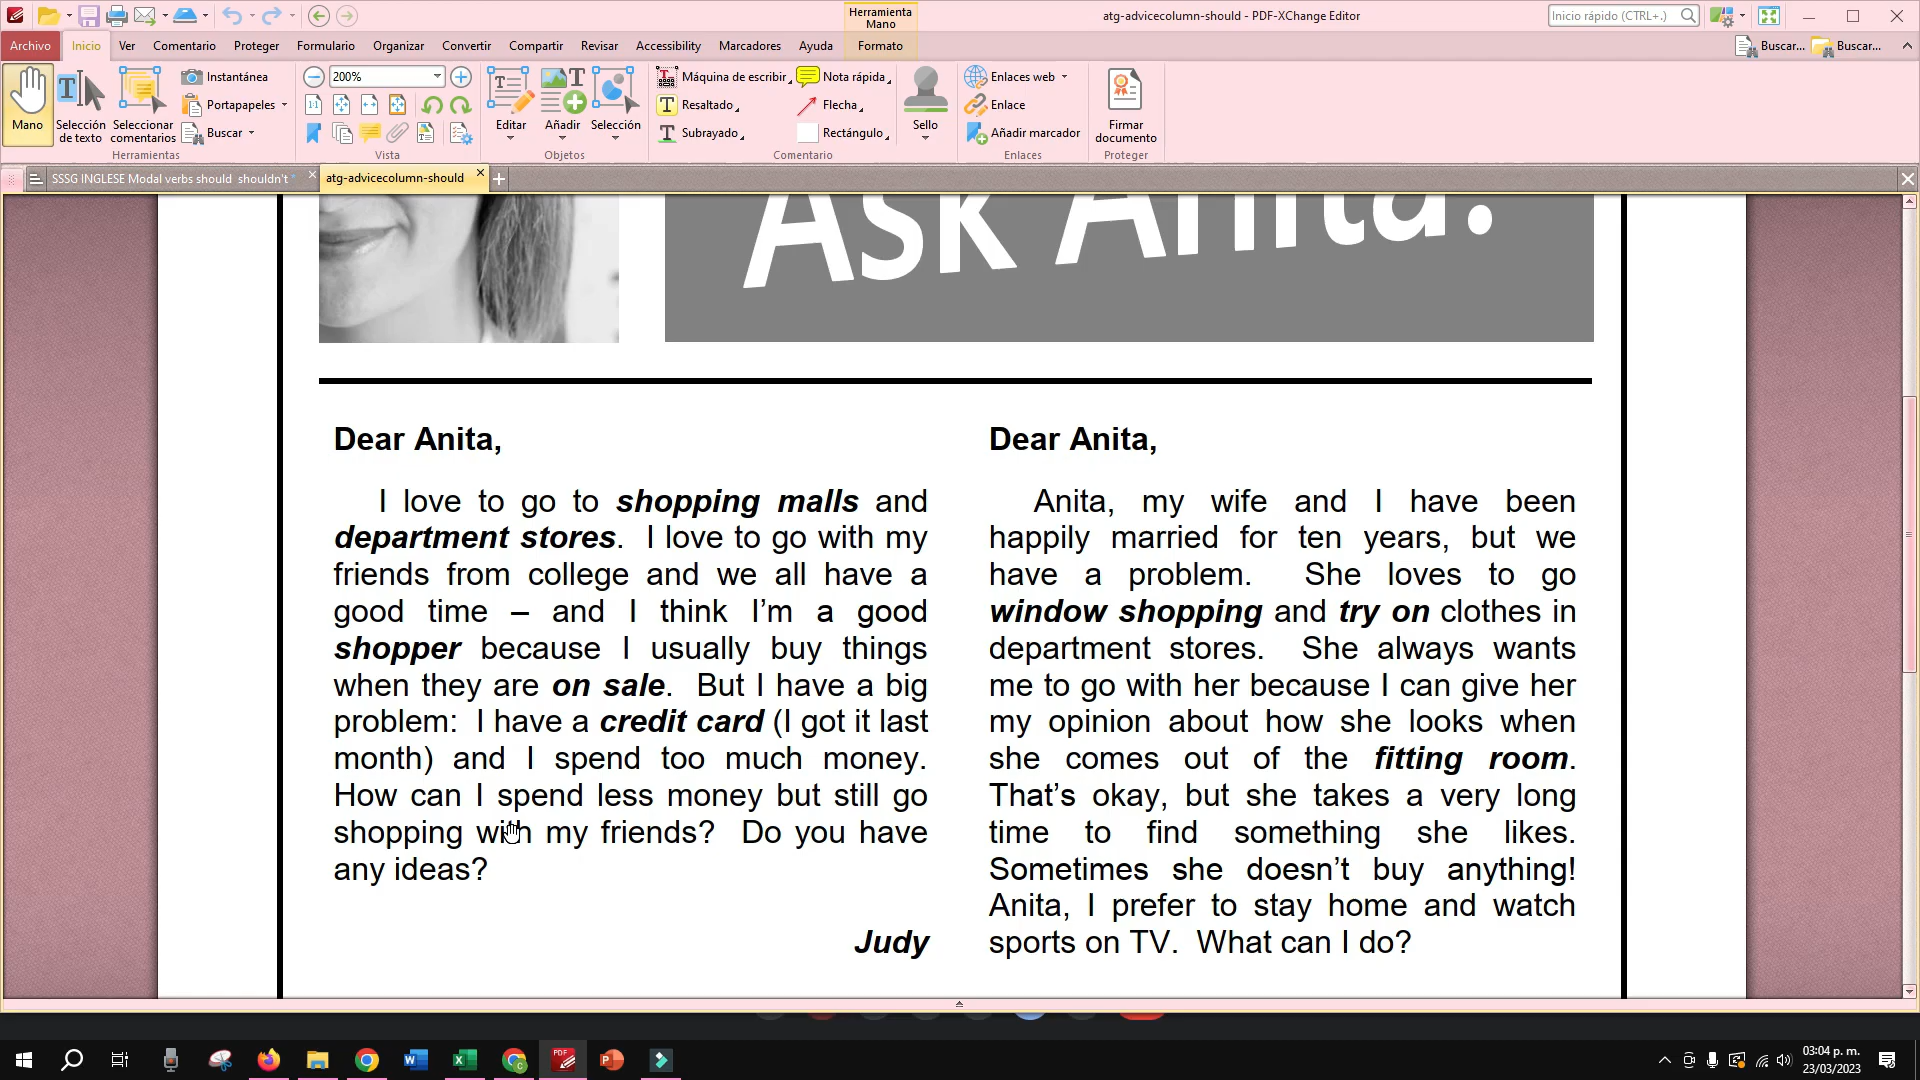 Herramienta
Mano
atg-advicecolumn-should - PDF-XChange Editor
Inicio rápido (CTRL+.)
Archivo Inicio Ver Comentario Proteger Formulario Organizar Convertir Compartir Revisar Accessibility Marcadores Ayuda Formato Buscar... Buscar...
Mano
Selección
de texto
Seleccionar
comentarios
Instantánea
Portapapeles
Buscar
Herramientas
200%
Vista
Editar
Añadir
Selección
Objetos
Máquina de escribir
Resaltado
Subrayado
Nota rápida
Flecha
Rectángulo
Sello
Comentario
Enlaces web
Enlace
Añadir marcador
Enlaces
Firmar
documento
Proteger
SSSG INGLESE Modal verbs should shouldn't *
atg-advicecolumn-should
Ask Anita!
Dear Anita,
I love to go to shopping malls and
department stores. I love to go with my
friends from college and we all have a
good time – and I think I’m a good
shopper because I usually buy things
when they are on sale. But I have a big
problem: I have a credit card (I got it last
month) and I spend too much money.
How can I spend less money but still go
shopping with my friends? Do you have
any ideas?
Judy
Dear Anita,
Anita, my wife and I have been
happily married for ten years, but we
have a problem. She loves to go
window shopping and try on clothes in
department stores. She always wants
me to go with her because I can give her
my opinion about how she looks when
she comes out of the fitting room.
That’s okay, but she takes a very long
time to find something she likes.
Sometimes she doesn’t buy anything!
Anita, I prefer to stay home and watch
sports on TV. What can I do?
03:04 p. m.
23/03/2023